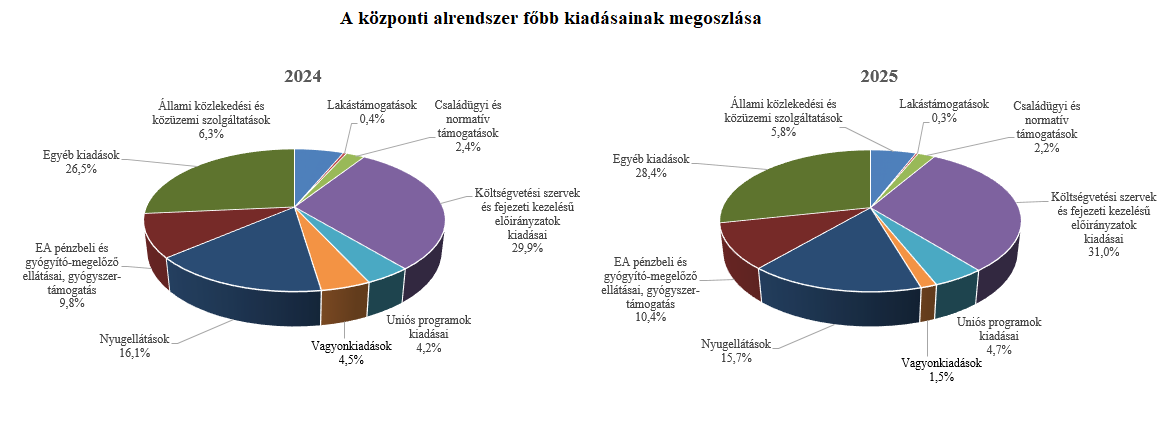 A központi alrendszer főbb kiadásainak megoszlása
2024
Állami közlekedési és
közüzemi szolgáltatások
6,3%
Lakástámogatások
0,4%
Családügyi és
normatív
támogatások
2,4%
Egyéb kiadások
26,5%
Költségvetési szervek
és fejezeti kezelésű
előirányzatok
kiadásai
29,9%
EA pénzbeli és
gyógyító-megelőző
ellátásai, gyógyszer-
támogatás
9,8%
Nyugellátások
16,1%
Vagyonkiadások
4,5%
Uniós programok
kiadásai
4,2%
2025
Állami közlekedési és
közüzemi szolgáltatások
5,8%
Lakástámogatások
0,3%
Családügyi és
normatív
támogatások
2,2%
Egyéb kiadások
28,4%
Költségvetési szervek
és fejezeti kezelésű
előirányzatok
kiadásai
31,0%
EA pénzbeli és
gyógyító-megelőző
ellátásai, gyógyszer-
támogatás
10,4%
Nyugellátások
15,7%
Vagyonkiadások
1,5%
Uniós programok
kiadásai
4,7%